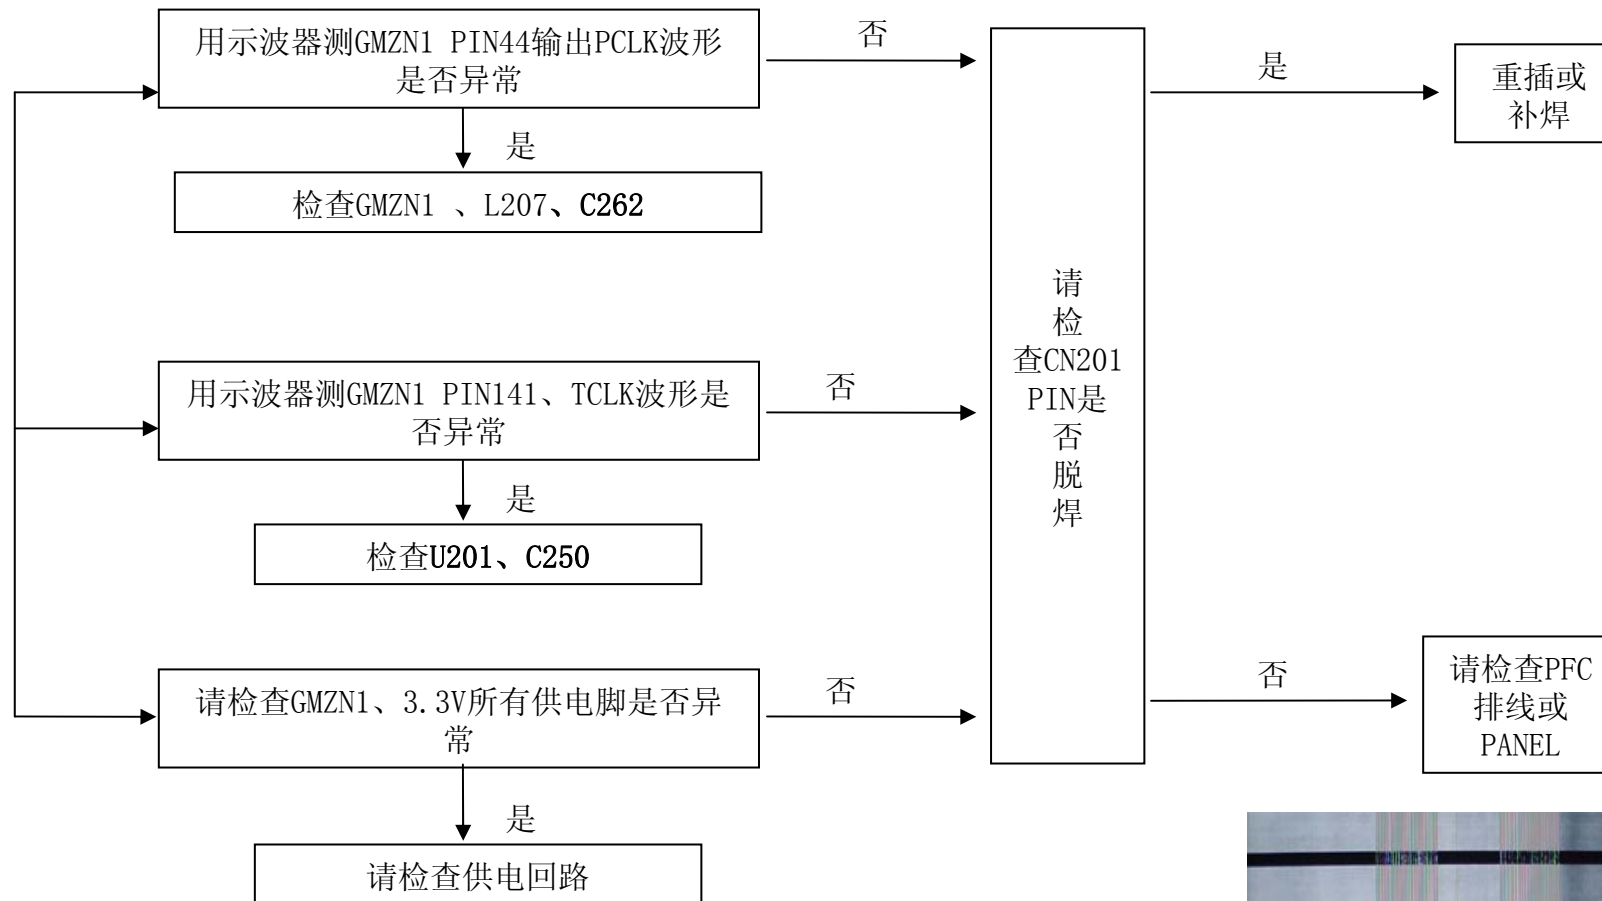 用示波器测GMZN1 PIN44输出PCLK波形
是否异常
否
是
检查GMZN1 、L207、C262
用示波器测GMZN1 PIN141、TCLK波形是
否异常
否
是
检查U201、C250
请检查GMZN1、3.3V所有供电脚是否异
常
否
是
请检查供电回路
请
检
查CN201
PIN是
否
脱
焊
是
重插或
补焊
否
请检查PFC
排线或
PANEL